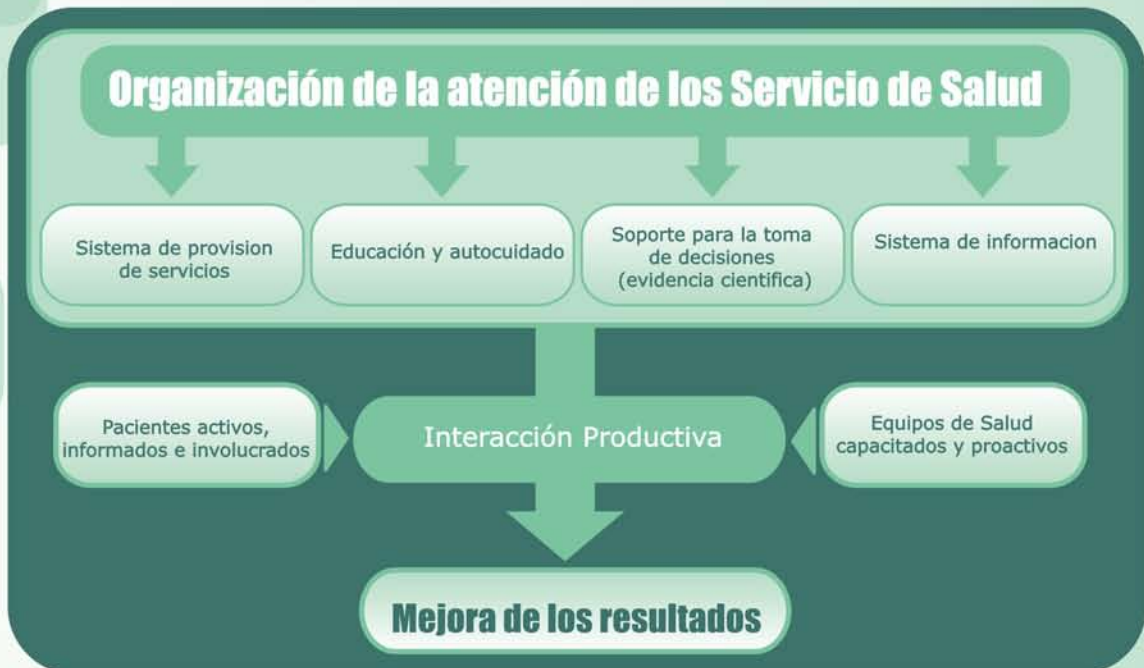 Organización de la atención de los Servicio de Salud
Sistema de provision
de servicios
Educación y autocuidado
Soporte para la toma
de decisiones
(evidencia cientifica)
Sistema de informacion
Pacientes activos,
informados e involucrados
Interacción Productiva
Equipos de Salud
capacitados y proactivos
Mejora de los resultados